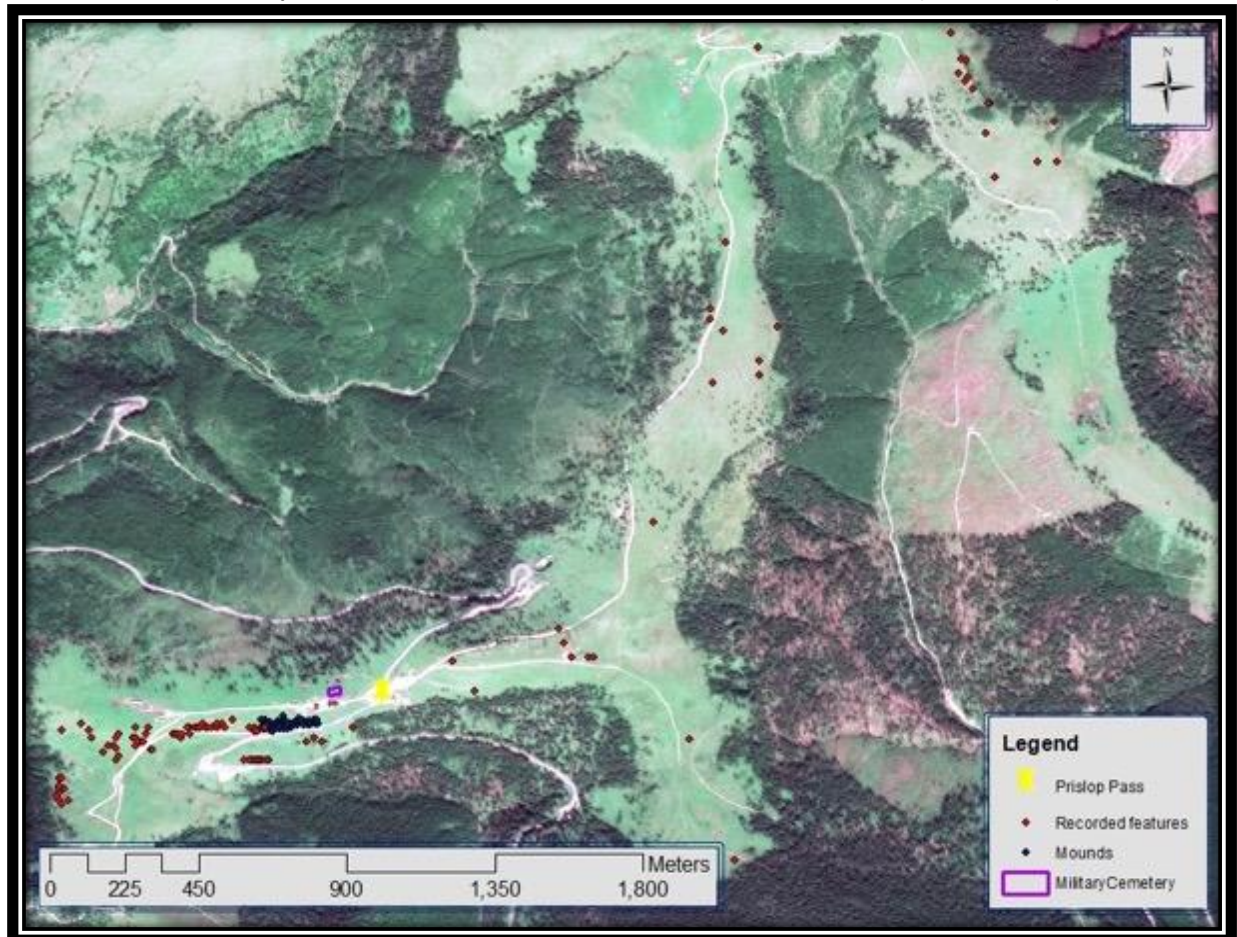 N
Legend
Prislop Pass
Recorded features
Mounds
MilitaryCemetery
Meters
0 225 450 900 1,350 1,800